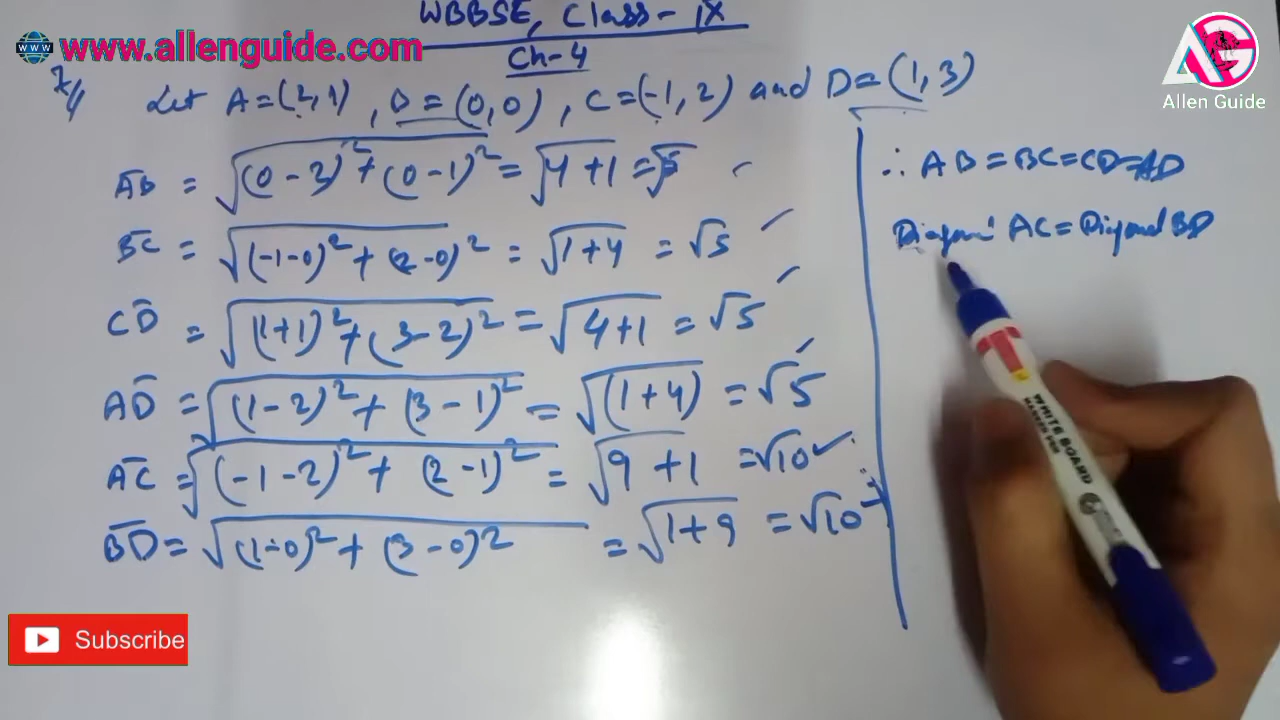 WBBSE, Class - IX
www.allenguide.com
Ch-4
AG
Allen Guide
7/
Let A=(2,1), B=(0,0), C=(-1,2) and D=(1,3)
AB = √(0-2)²+(0-1)² = √4+1 = √5
BC = √(-1-0)²+(2-0)² = √1+4 = √5 ✓
CD = √(1+1)²+(3-2)² = √4+1 = √5 ✓
AD = √(1-2)²+(3-1)² = √(1+4) = √5 ✓
AC = √(-1-2)²+(2-1)² = √9+1 = √10 ✓
BD = √(1-0)²+(3-0)² = √1+9 = √10
∴ AB=BC=CD=AD
Diagonal AC = Diagonal BD
Subscribe
WHITE BOARD
MARKER PEN